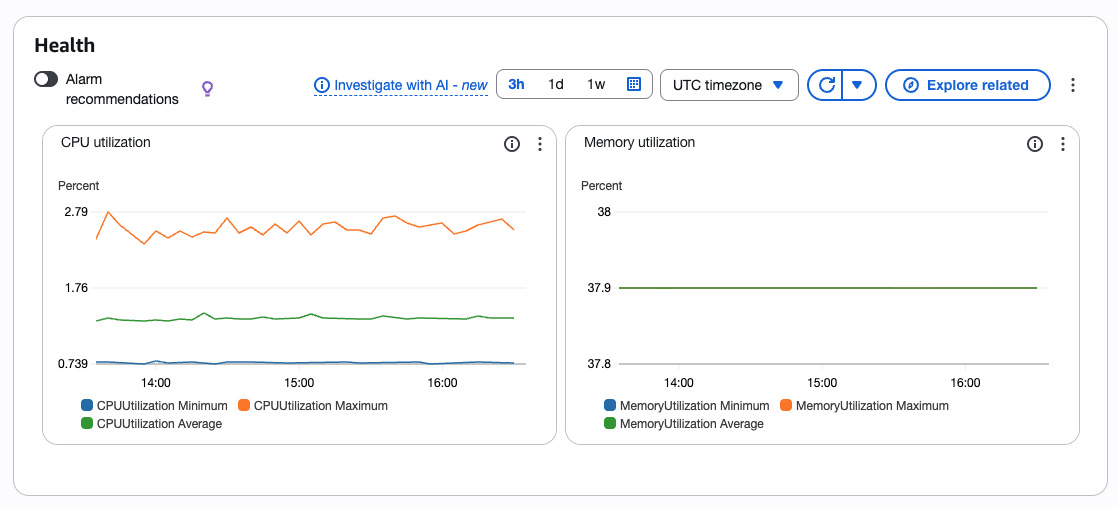 Health
Alarm
recommendations
Investigate with AI - new
3h 1d 1w
UTC timezone
Explore related
CPU utilization
Percent
2.79
1.76
0.739
14:00 15:00 16:00
CPUUtilization Minimum CPUUtilization Maximum
CPUUtilization Average
Memory utilization
Percent
38
37.9
37.8
14:00 15:00 16:00
MemoryUtilization Minimum MemoryUtilization Maximum
MemoryUtilization Average